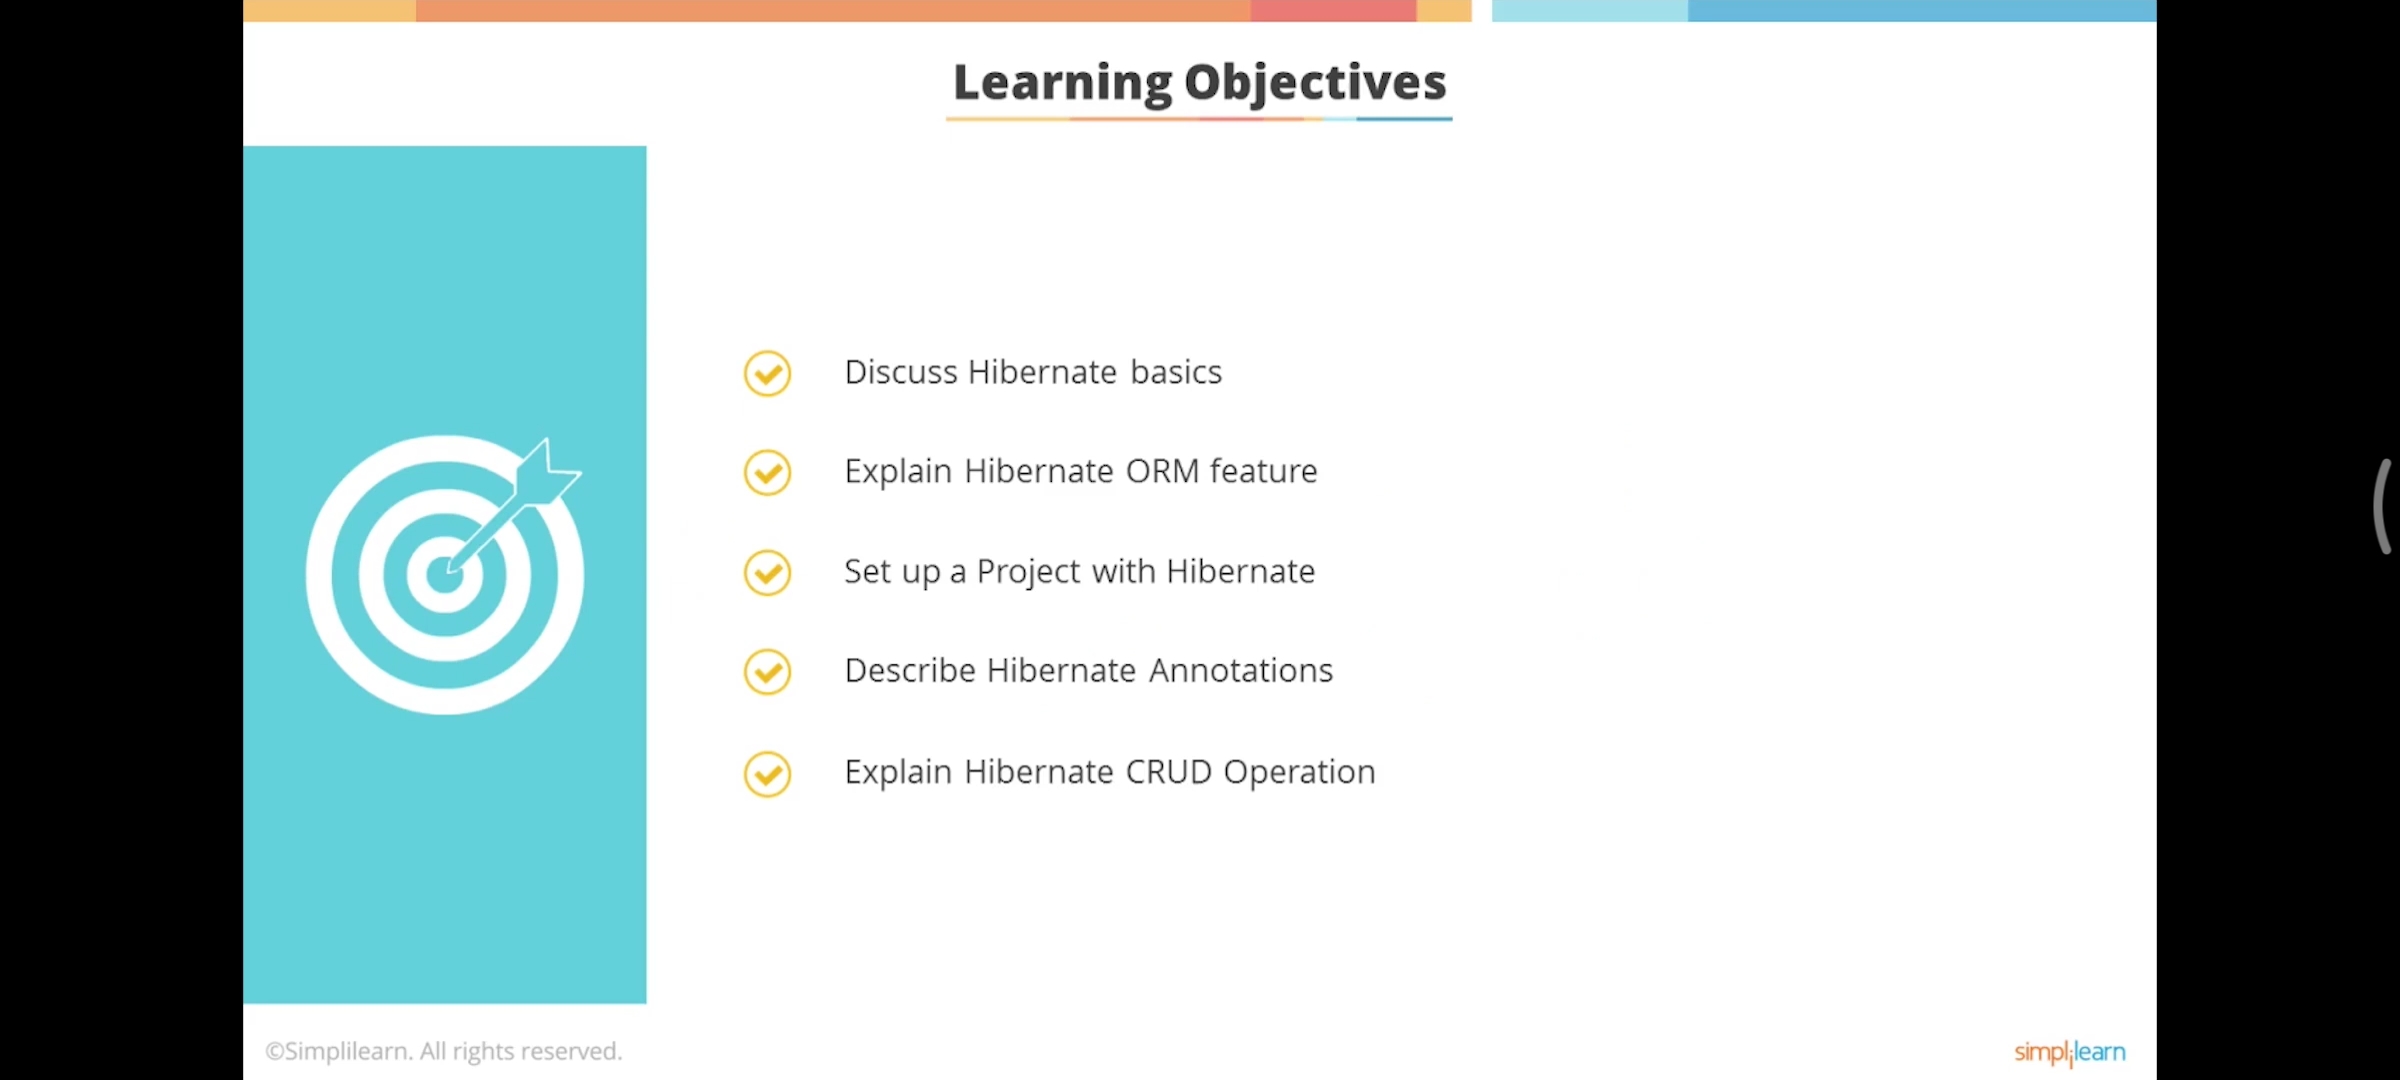 Learning Objectives
Discuss Hibernate basics
Explain Hibernate ORM feature
Set up a Project with Hibernate
Describe Hibernate Annotations
Explain Hibernate CRUD Operation
©Simplilearn. All rights reserved.
simplilearn